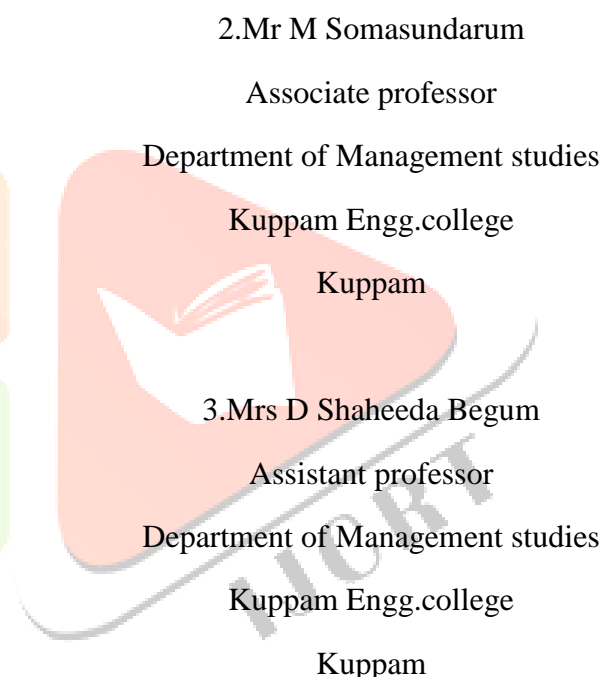 2.Mr M Somasundarum
Associate professor
Department of Management studies
Kuppam Engg.college
Kuppam
3.Mrs D Shaheeda Begum
Assistant professor
Department of Management studies
Kuppam Engg.college
Kuppam
IJCRT